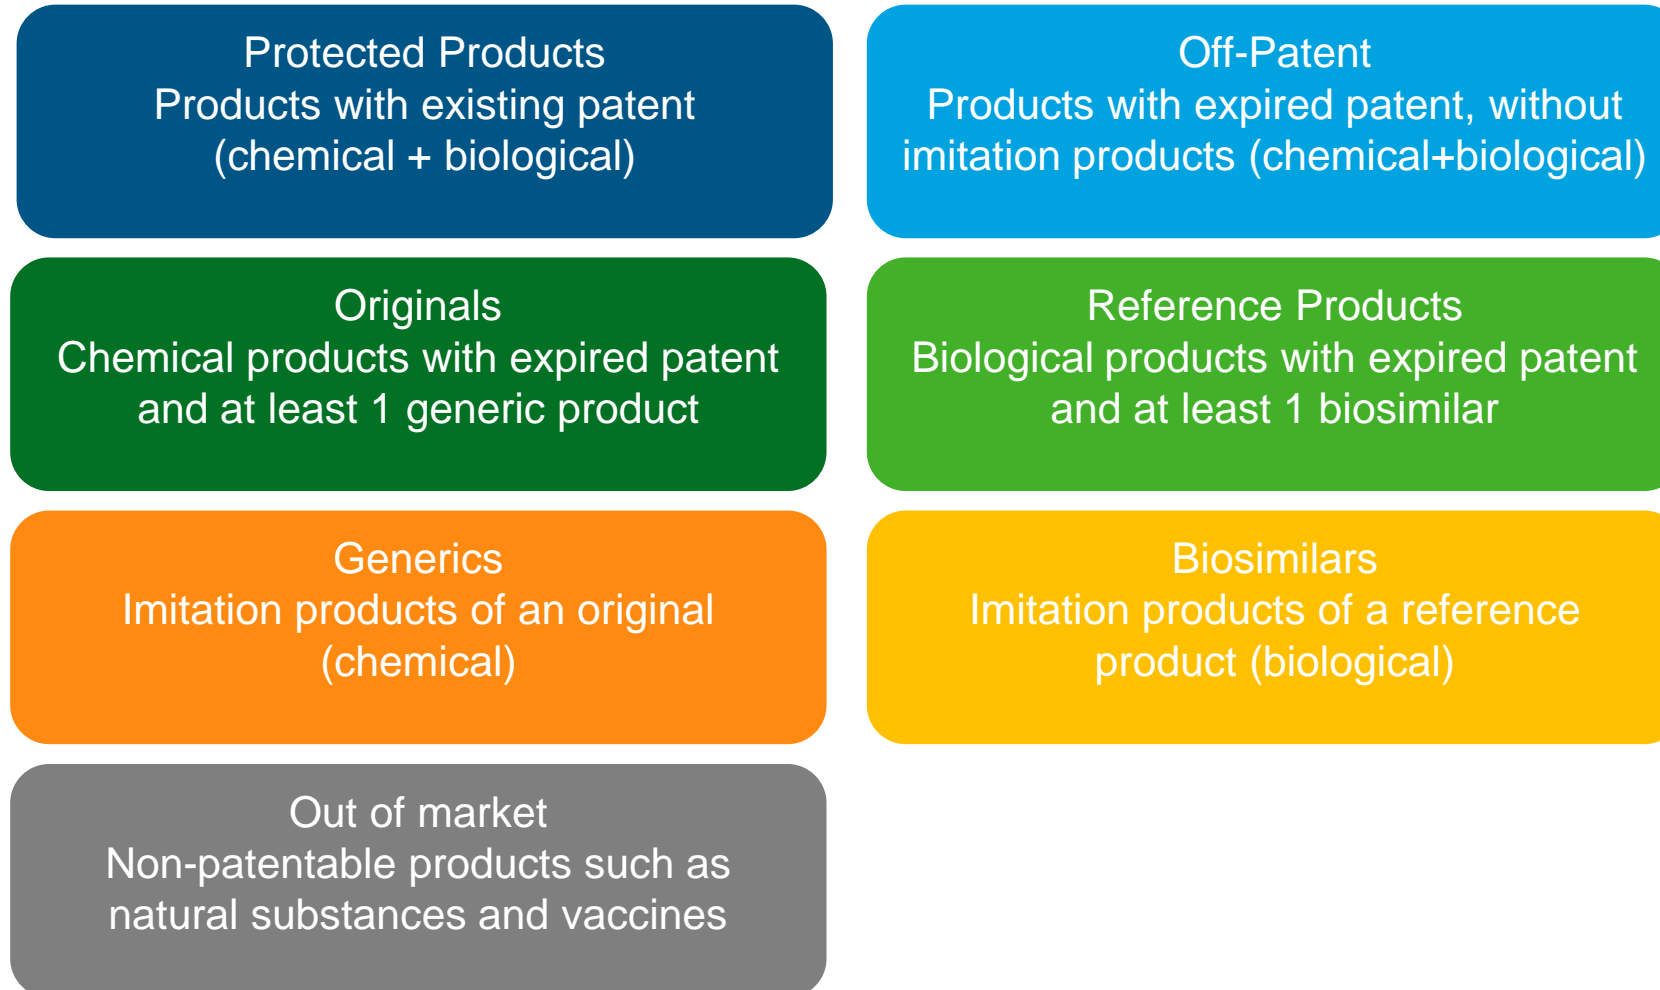 Protected Products
Products with existing patent
(chemical + biological)
Off-Patent
Products with expired patent, without
imitation products (chemical+biological)
Originals
Chemical products with expired patent
and at least 1 generic product
Reference Products
Biological products with expired patent
and at least 1 biosimilar
Generics
Imitation products of an original
(chemical)
Biosimilars
Imitation products of a reference
product (biological)
Out of market
Non-patentable products such as
natural substances and vaccines